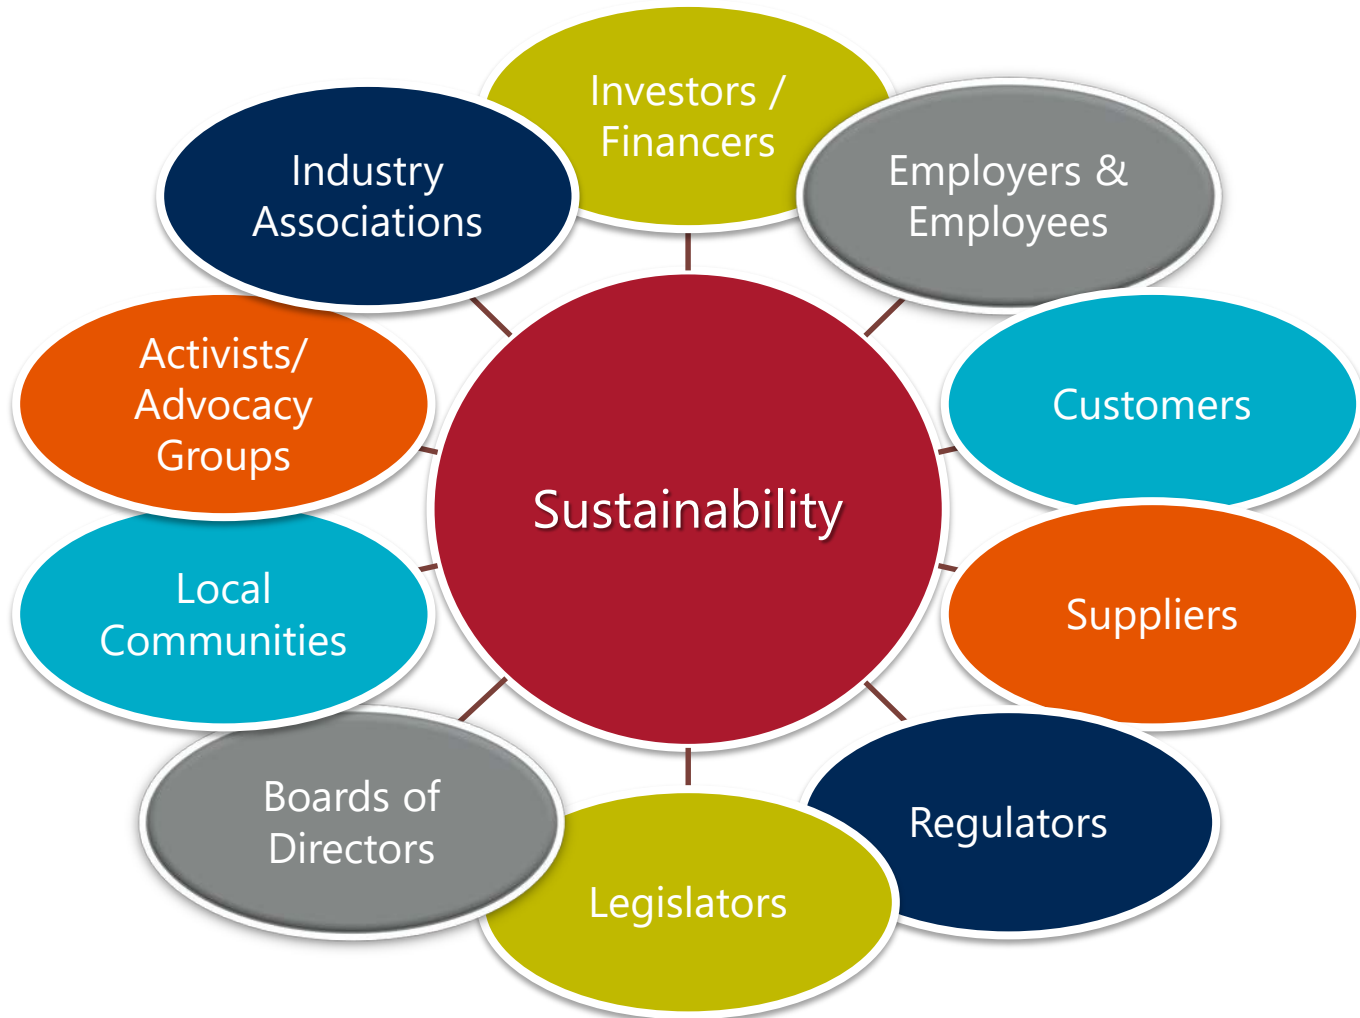 Investors /
Financers
Employers &
Employees
Customers
Suppliers
Regulators
Legislators
Boards of
Directors
Local
Communities
Activists/
Advocacy
Groups
Industry
Associations
Sustainability